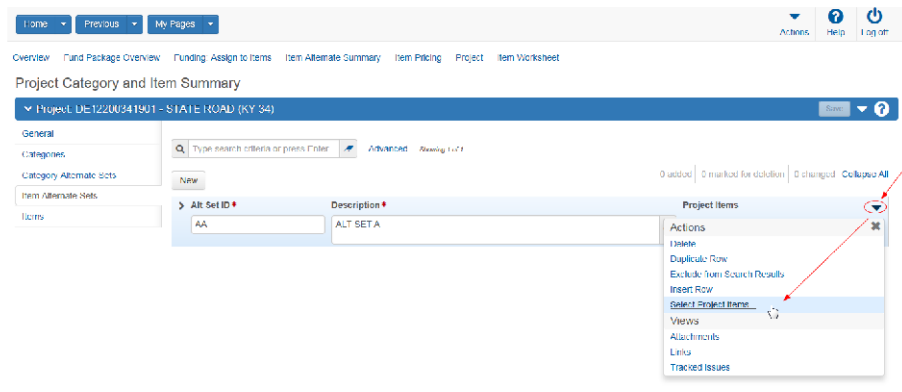 Home Previous My Pages
Actions Help Log off
Overview Fund Package Overview Funding: Assign to Items Item Alternate Summary Item Pricing Project Item Worksheet
Project Category and Item Summary
Project: DE12200341901 - STATE ROAD (KY 34) Save
General
Categories
Category Alternate Sets
Item Alternate Sets
Items
Type search criteria or press Enter Advanced Showing 1 of 1
New
0 added 0 marked for deletion 0 changed Collapse All
Alt Set ID Description Project Items
AA ALT SET A
Actions
Delete
Duplicate Row
Exclude from Search Results
Insert Row
Select Project Items...
Views
Attachments
Links
Tracked Issues